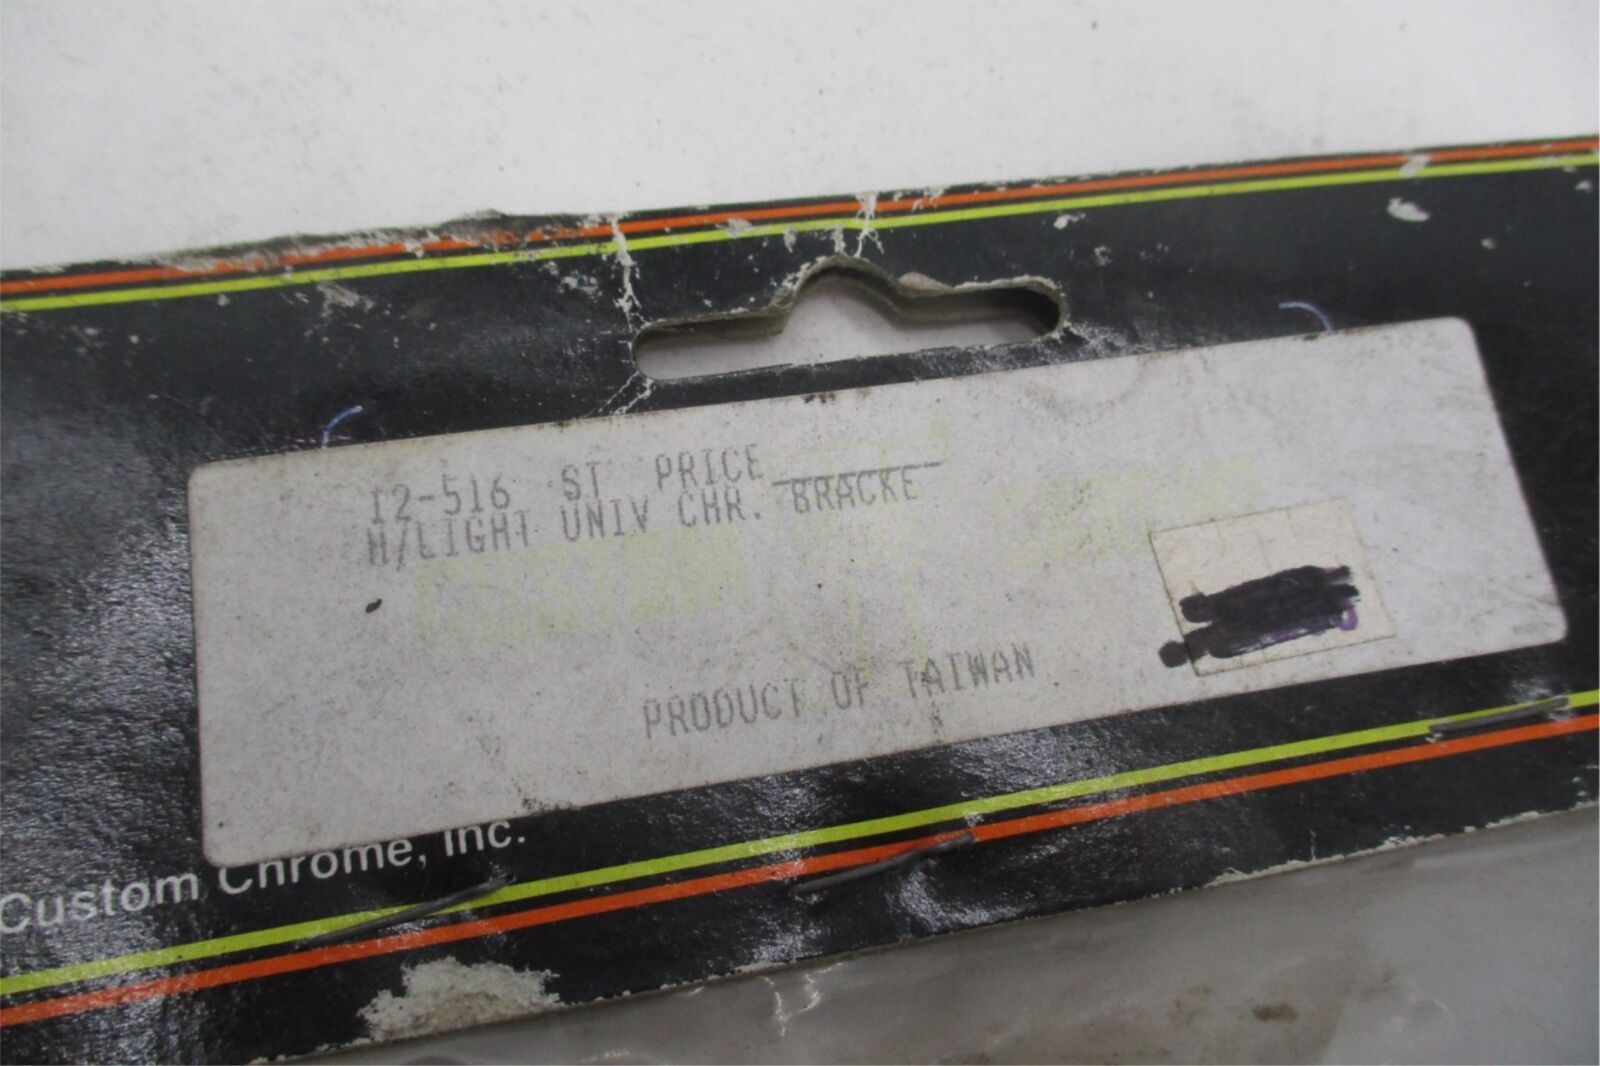 12-516 ST PRICE
H/LIGHT UNIV CHR. BRACKE
PRODUCT OF TAIWAN
Custom Chrome, Inc.